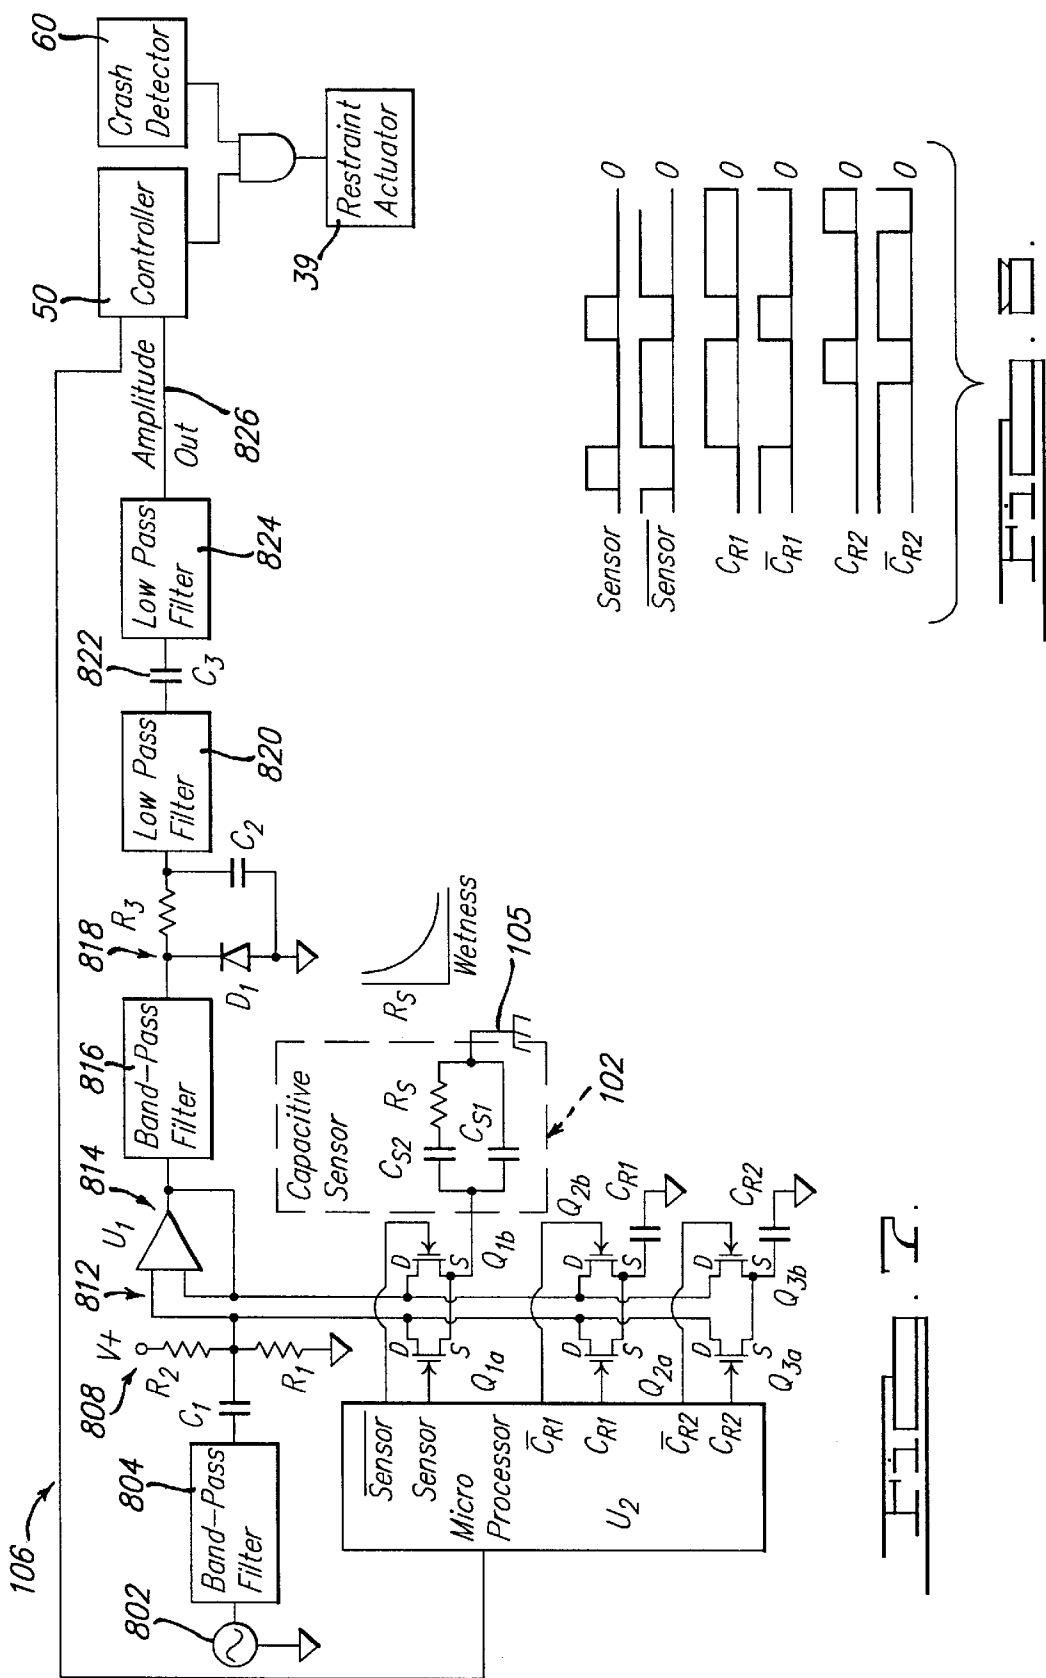 106
802
804
Band-Pass
Filter
C1
808
V+
R2
R1
812
U1
814
816
Band-Pass
Filter
818
R3
D1
C2
Low Pass
Filter
820
822
C3
Low Pass
Filter
824
Amplitude
Out
826
50
Controller
60
Crash
Detector
39
Restraint
Actuator
Sensor
Sensor
Micro
Processor
C̅R1
CR1
U2
C̅R2
CR2
D
S
Q1a
D
S
Q1b
D
S
Q2a
D
S
Q2b
CR1
D
S
Q3a
D
S
Q3b
CR2
Capacitive
Sensor
CS2
RS
CS1
102
105
RS
Wetness
Sensor 0
Sensor 0
CR1 0
C̅R1 0
CR2 0
C̅R2 0